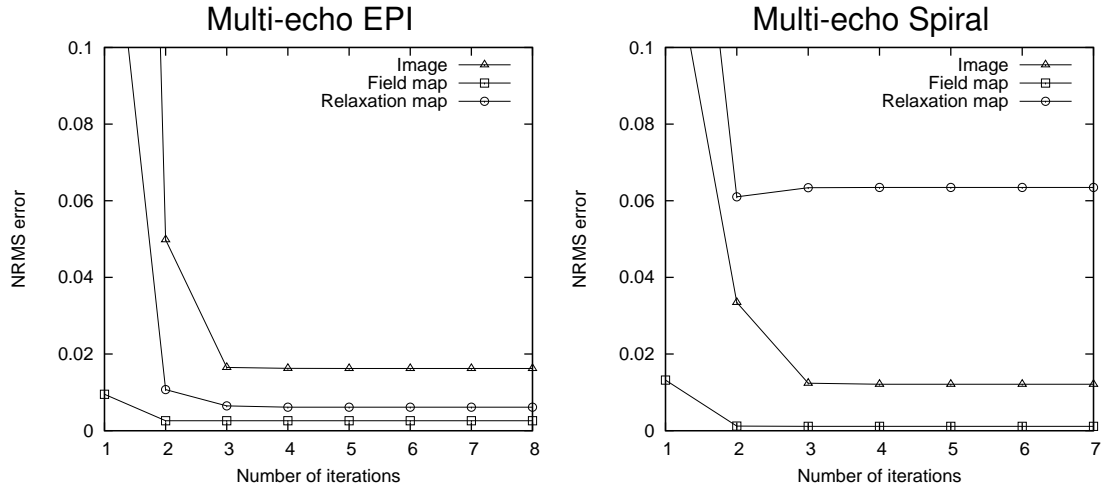 Multi-echo EPI
0.1
0.08
0.06
0.04
0.02
0
NRMS error
Image
Field map
Relaxation map
1 2 3 4 5 6 7 8
Number of iterations
Multi-echo Spiral
0.1
0.08
0.06
0.04
0.02
0
NRMS error
Image
Field map
Relaxation map
1 2 3 4 5 6 7
Number of iterations